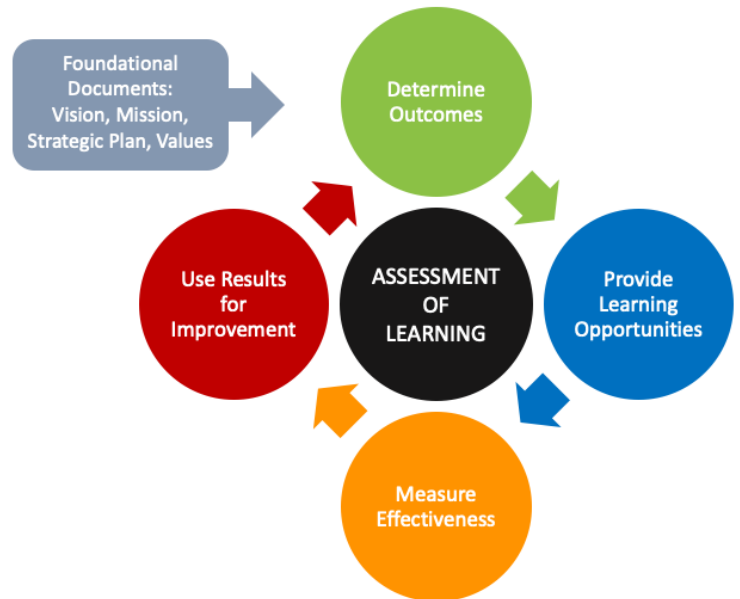 Foundational
Documents:
Vision, Mission,
Strategic Plan, Values
Determine
Outcomes
Use Results
for
Improvement
ASSESSMENT
OF
LEARNING
Provide
Learning
Opportunities
Measure
Effectiveness